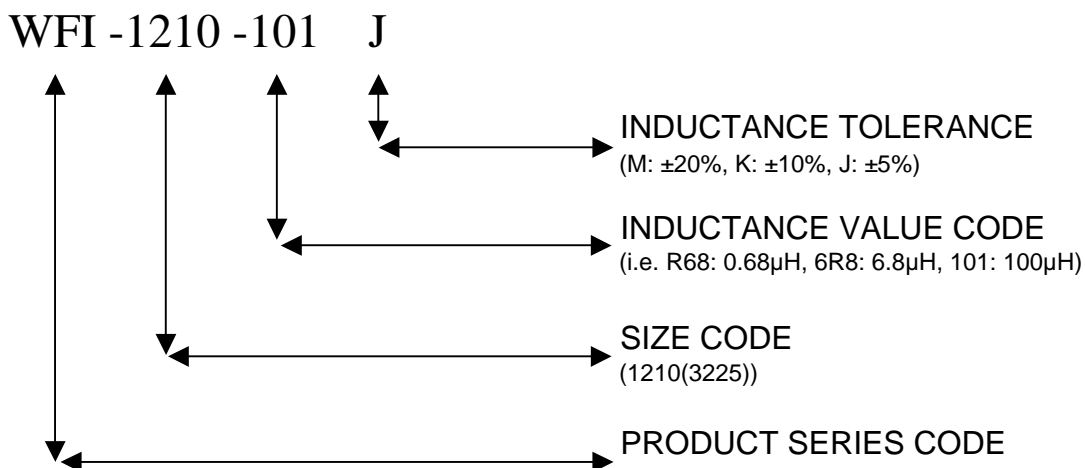 WFI -1210 -101 J
INDUCTANCE TOLERANCE
(M: ±20%, K: ±10%, J: ±5%)
INDUCTANCE VALUE CODE
(i.e. R68: 0.68µH, 6R8: 6.8µH, 101: 100µH)
SIZE CODE
(1210(3225))
PRODUCT SERIES CODE